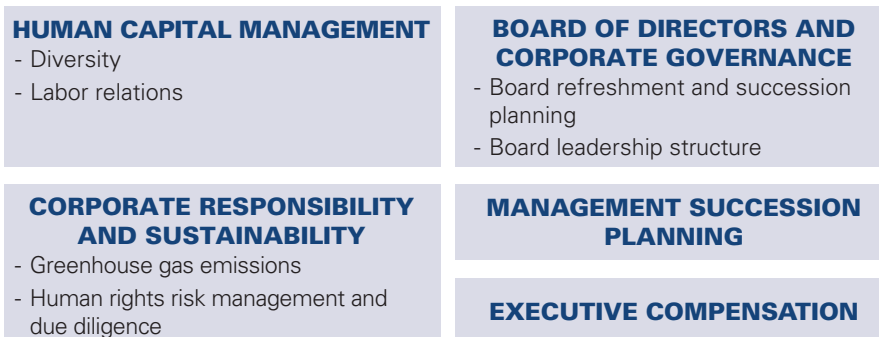 HUMAN CAPITAL MANAGEMENT
- Diversity
- Labor relations
BOARD OF DIRECTORS AND
CORPORATE GOVERNANCE
- Board refreshment and succession
planning
- Board leadership structure
CORPORATE RESPONSIBILITY
AND SUSTAINABILITY
- Greenhouse gas emissions
- Human rights risk management and
due diligence
MANAGEMENT SUCCESSION
PLANNING
EXECUTIVE COMPENSATION